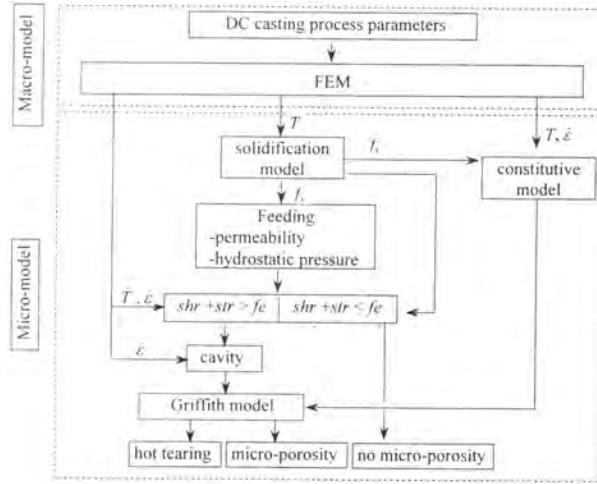 DC casting process parameters
Macro-model
FEM
T
T, ε̇
solidification
model
fs
constitutive
model
fs
Feeding
-permeability
-hydrostatic pressure
Micro-model
Ṫ , ε̇
shr +str > fe
shr +str ≤ fe
ε̇
cavity
Griffith model
hot tearing
micro-porosity
no micro-porosity